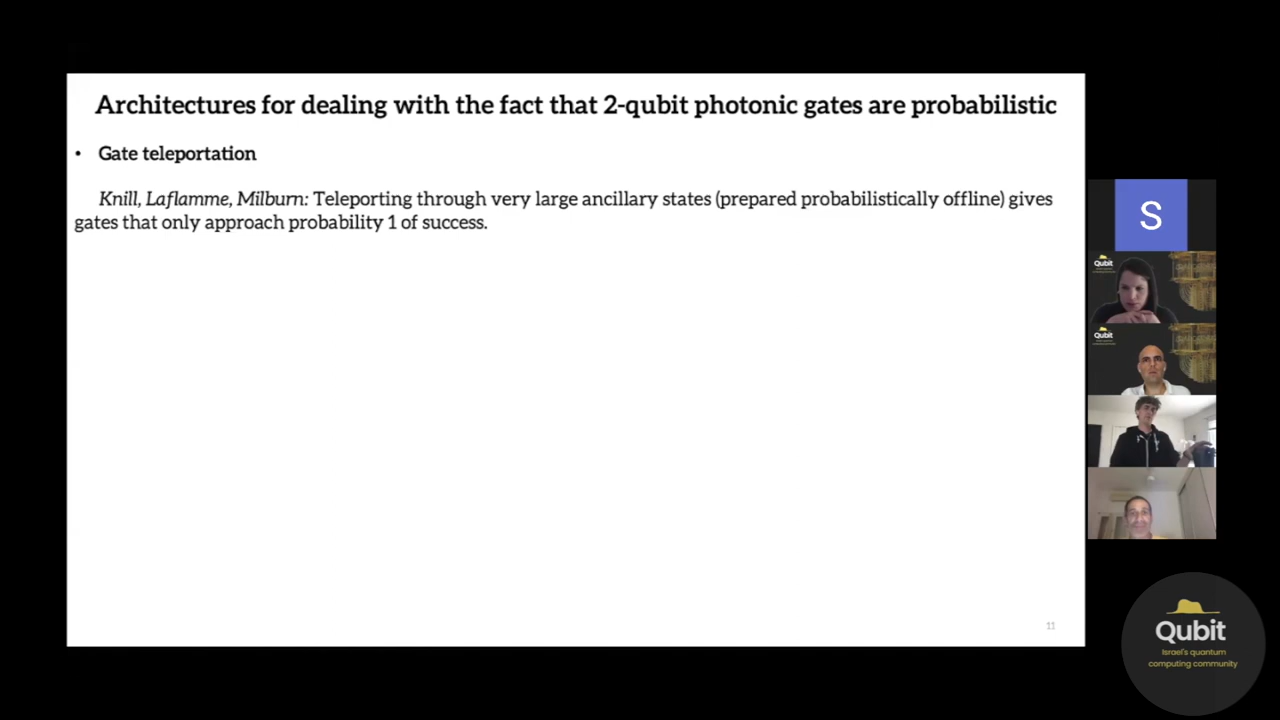 Architectures for dealing with the fact that 2-qubit photonic gates are probabilistic
• Gate teleportation
Knill, Laflamme, Milburn: Teleporting through very large ancillary states (prepared probabilistically offline) gives
gates that only approach probability 1 of success.
11
S
Qubit
Qubit
Qubit
Israel's quantum
computing community